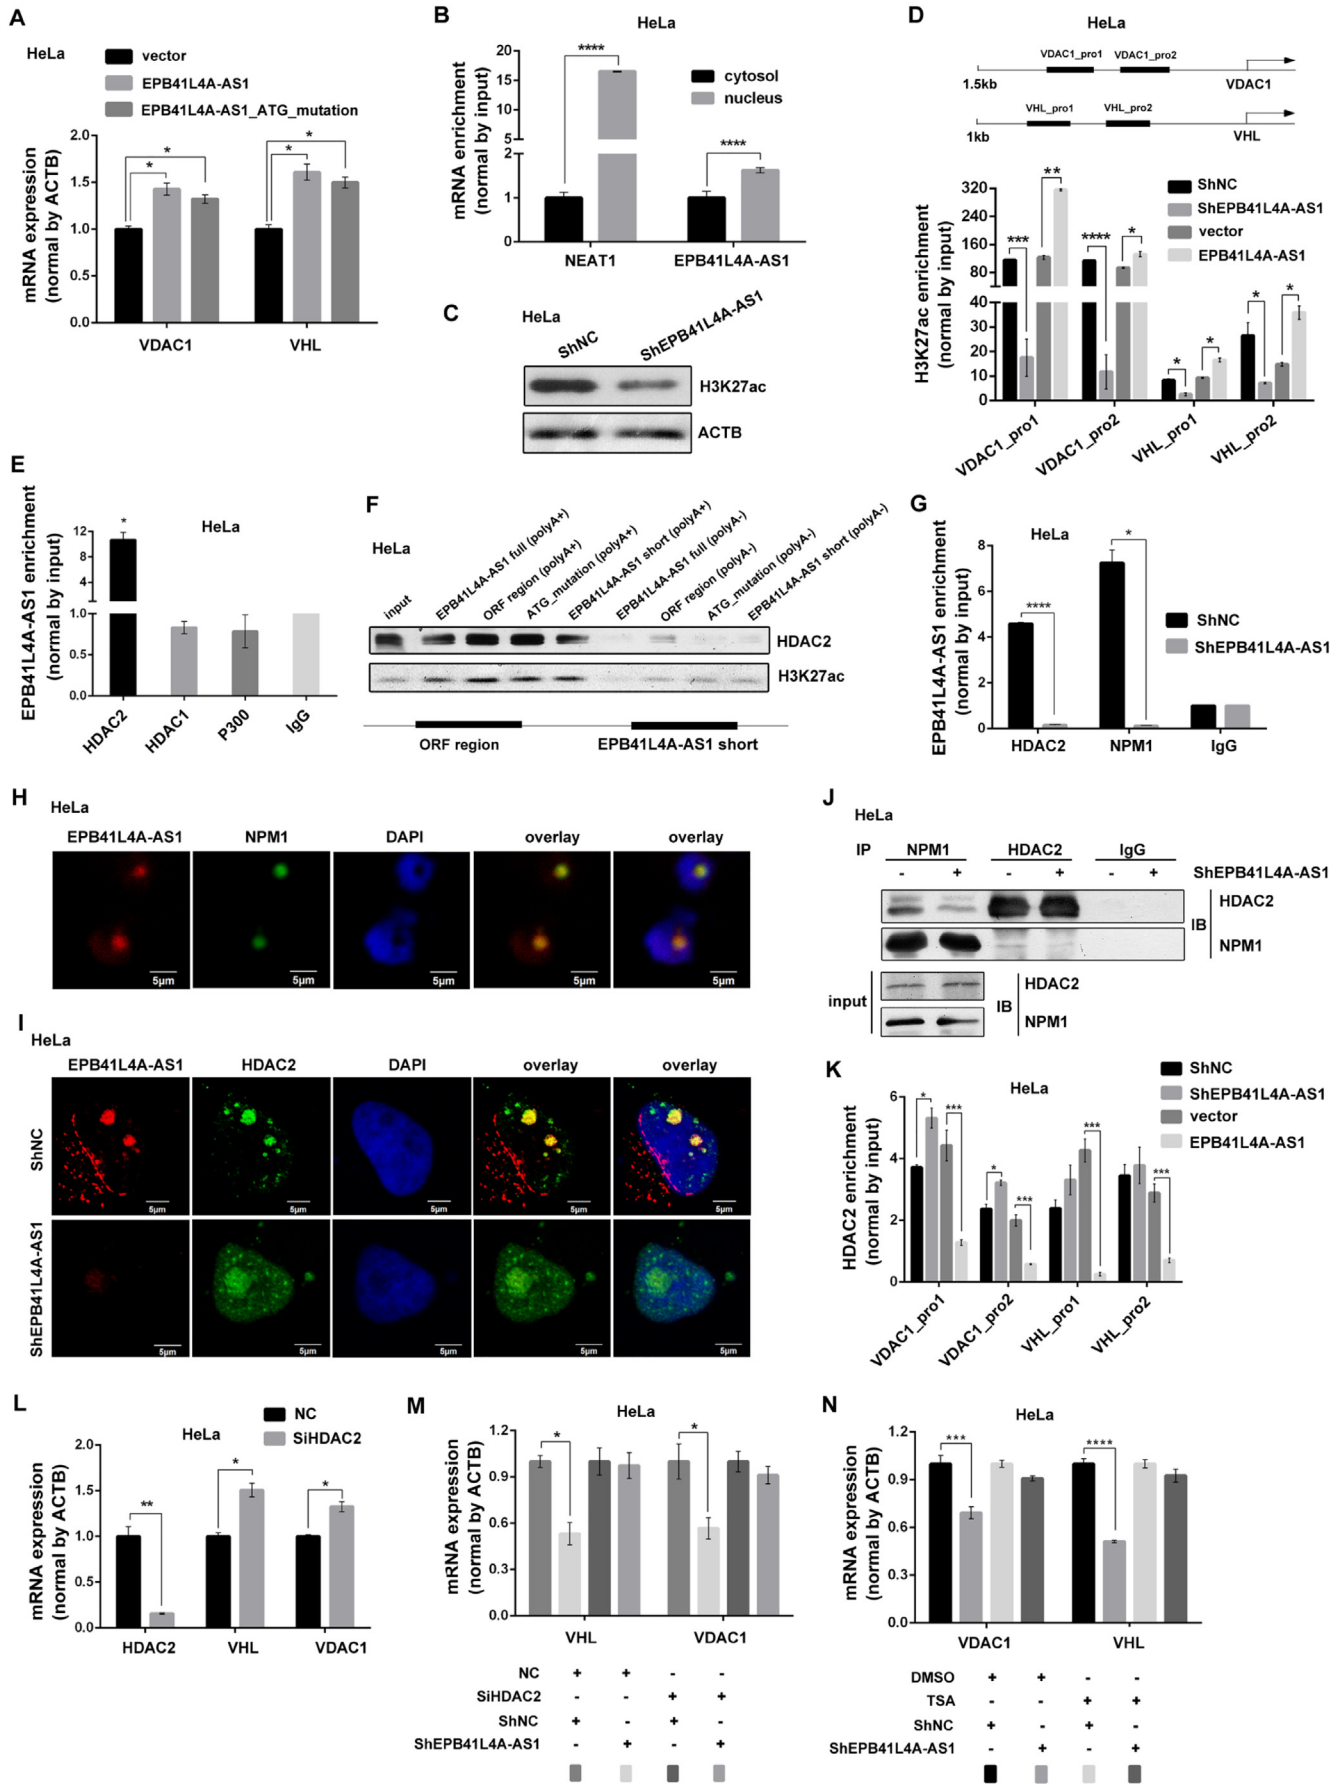 A
HeLa
vector
EPB41L4A-AS1
EPB41L4A-AS1_ATG_mutation
mRNA expression
(normal by ACTB)
2.0
1.5
1.0
0.5
0.0
* * * *
VDAC1 VHL
B
HeLa
mRNA enrichment
(normal by input)
20
15
10
5
2
1
0
**** ****
cytosol
nucleus
NEAT1 EPB41L4A-AS1
C
HeLa
ShNC ShEPB41L4A-AS1
H3K27ac
ACTB
D
HeLa
VDAC1_pro1 VDAC1_pro2
1.5kb VDAC1
VHL_pro1 VHL_pro2
1kb VHL
H3K27ac enrichment
(normal by input)
320
240
160
80
40
30
20
10
0
*** ** **** * * * * *
ShNC
ShEPB41L4A-AS1
vector
EPB41L4A-AS1
VDAC1_pro1 VDAC1_pro2 VHL_pro1 VHL_pro2
E
HeLa
EPB41L4A-AS1 enrichment
(normal by input)
12
8
4
1.0
0.5
0.0
*
HDAC2 HDAC1 P300 IgG
F
HeLa
input
EPB41L4A-AS1 full (polyA+)
ORF region (polyA+)
ATG_mutation (polyA+)
EPB41L4A-AS1 short (polyA+)
EPB41L4A-AS1 full (polyA-)
ORF region (polyA-)
ATG_mutation (polyA-)
EPB41L4A-AS1 short (polyA-)
HDAC2
H3K27ac
ORF region EPB41L4A-AS1 short
G
HeLa
EPB41L4A-AS1 enrichment
(normal by input)
8
6
4
2
0
**** *
ShNC
ShEPB41L4A-AS1
HDAC2 NPM1 IgG
H
HeLa
EPB41L4A-AS1 NPM1 DAPI overlay overlay
5μm 5μm 5μm 5μm 5μm
I
HeLa
EPB41L4A-AS1 HDAC2 DAPI overlay overlay
ShNC
5μm 5μm 5μm 5μm 5μm
ShEPB41L4A-AS1
5μm 5μm 5μm 5μm 5μm
J
HeLa
IP NPM1 HDAC2 IgG
- + - + - + ShEPB41L4A-AS1
HDAC2
IB
NPM1
HDAC2
input IB
NPM1
K
HeLa
HDAC2 enrichment
(normal by input)
6
4
2
0
* *** * *** *** ***
ShNC
ShEPB41L4A-AS1
vector
EPB41L4A-AS1
VDAC1_pro1 VDAC1_pro2 VHL_pro1 VHL_pro2
L
HeLa
NC
SiHDAC2
mRNA expression
(normal by ACTB)
2.0
1.5
1.0
0.5
0.0
** * *
HDAC2 VHL VDAC1
M
HeLa
mRNA expression
(normal by ACTB)
1.2
0.9
0.6
0.3
0.0
* *
VHL VDAC1
NC + + - -
SiHDAC2 - - + +
ShNC + - + -
ShEPB41L4A-AS1 - + - +
N
HeLa
mRNA expression
(normal by ACTB)
1.2
0.9
0.6
0.3
0.0
*** ****
VDAC1 VHL
DMSO + + - -
TSA - - + +
ShNC + - + -
ShEPB41L4A-AS1 - + - +